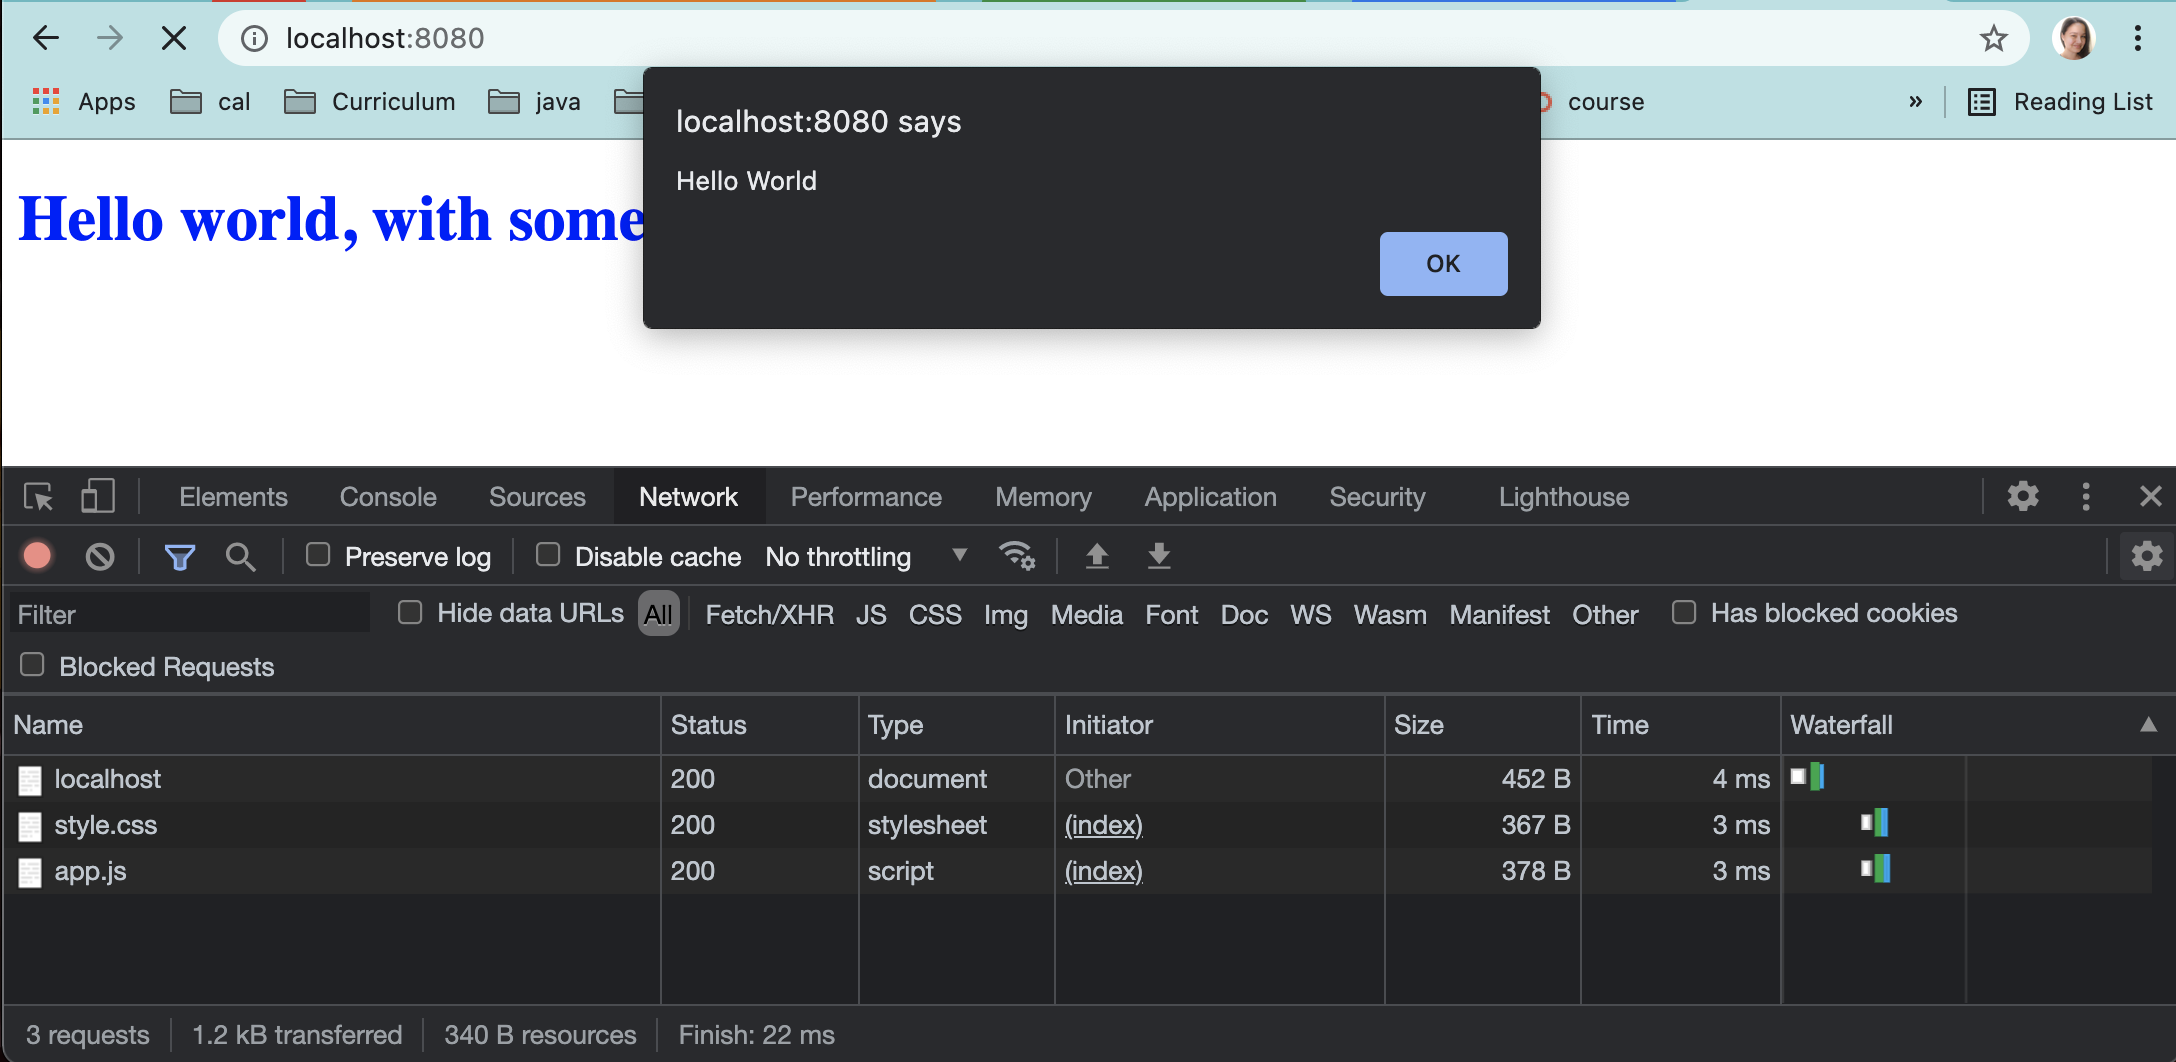 localhost:8080
Apps cal Curriculum java course » Reading List
localhost:8080 says
Hello World
OK
Hello world, with some
Elements Console Sources Network Performance Memory Application Security Lighthouse
Preserve log Disable cache No throttling
Filter Hide data URLs All Fetch/XHR JS CSS Img Media Font Doc WS Wasm Manifest Other Has blocked cookies
Blocked Requests
Name Status Type Initiator Size Time Waterfall
localhost 200 document Other 452 B 4 ms
style.css 200 stylesheet (index) 367 B 3 ms
app.js 200 script (index) 378 B 3 ms
3 requests 1.2 kB transferred 340 B resources Finish: 22 ms